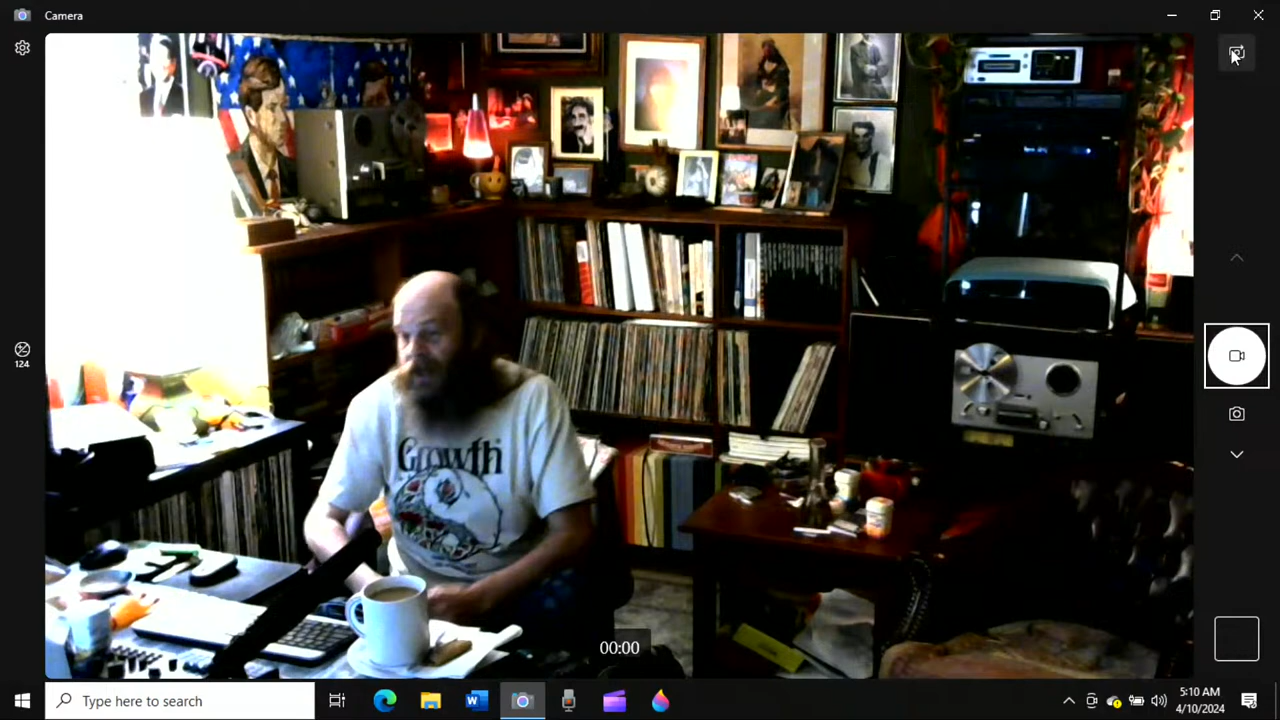 Camera
124
Growth
00:00
Type here to search
W
5:10 AM
4/10/2024